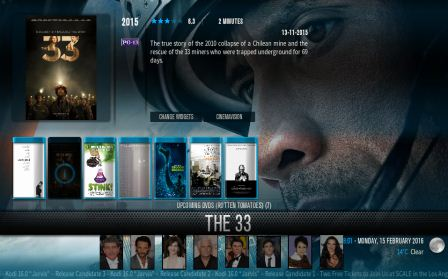 2015
6.3
2 MINUTES
13-11-2015
PG-13
The true story of the 2010 collapse of a Chilean mine and the
rescue of the 33 miners who were trapped underground for 69
days.
33
CHANGE WIDGETS
CINEMAVISION
STINK!
UPCOMING DVDS (ROTTEN TOMATOES) (7)
THE 33
- MONDAY, 15 FEBRUARY 2016
14°C Clear
Kodi 16.0 "Jarvis" - Release Candidate 3 - Kodi 16.0 "Jarvis" - Release Candidate 2 - Kodi 16.0 "Jarvis" - Release Candidate 1 - Two Free Tickets to Join Us at SCALE in Los